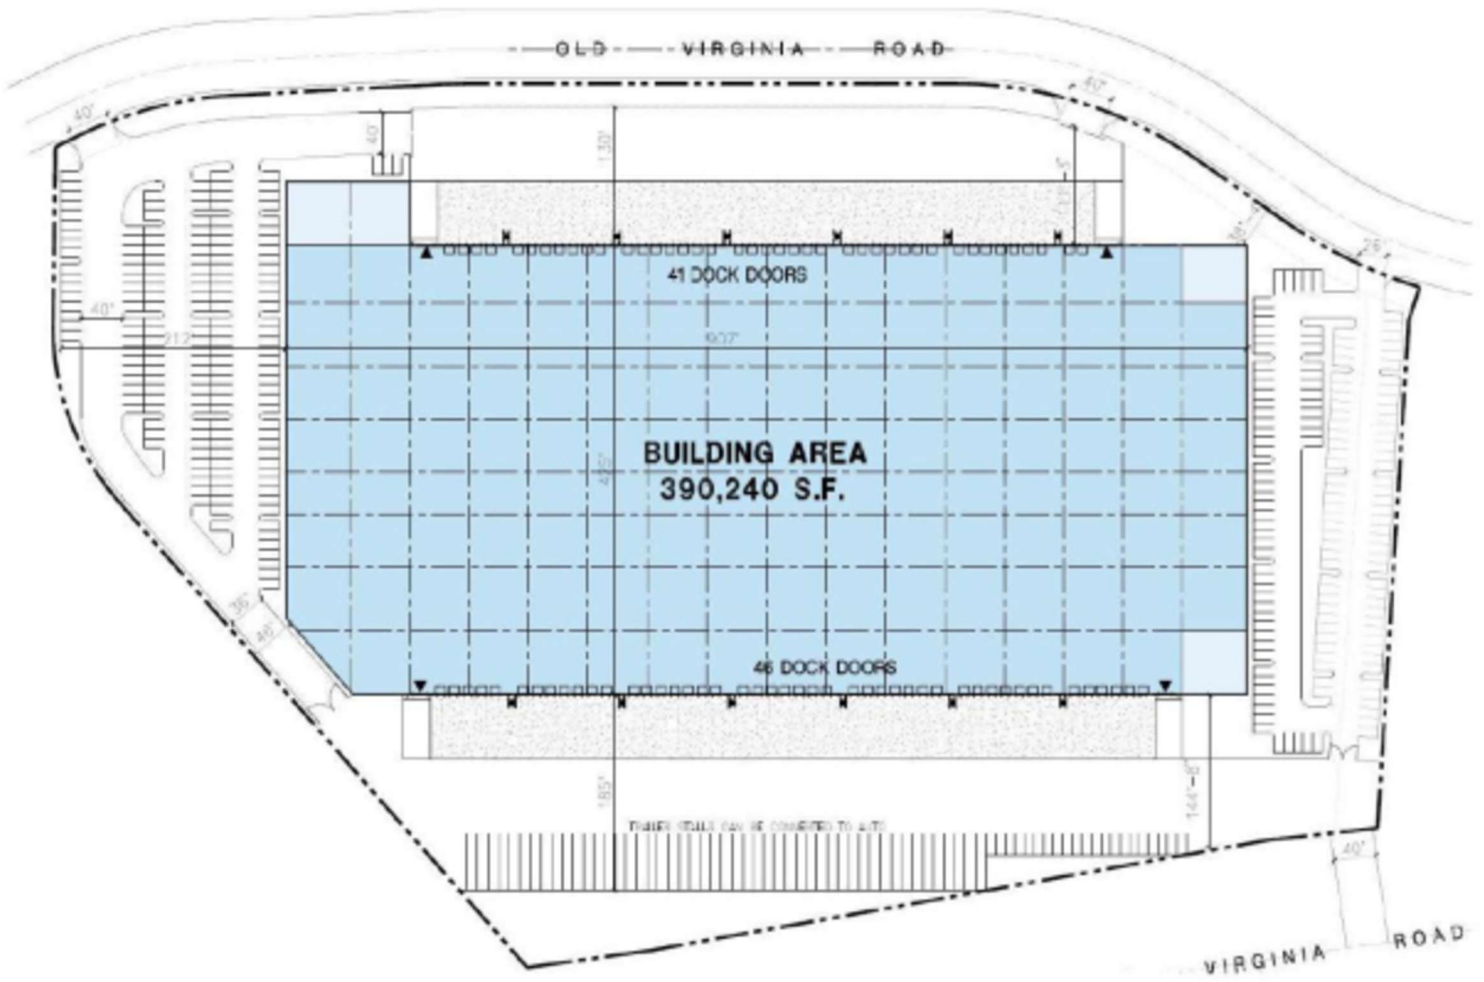 OLD VIRGINIA ROAD
40'
40'
40'
130'
26'
41 DOCK DOORS
40'
212'
907'
BUILDING AREA
390,240 S.F.
36'
46'
46 DOCK DOORS
185'
144'-8"
TRAILER STALLS CAN BE CONVERTED TO AUTO
40'
VIRGINIA ROAD